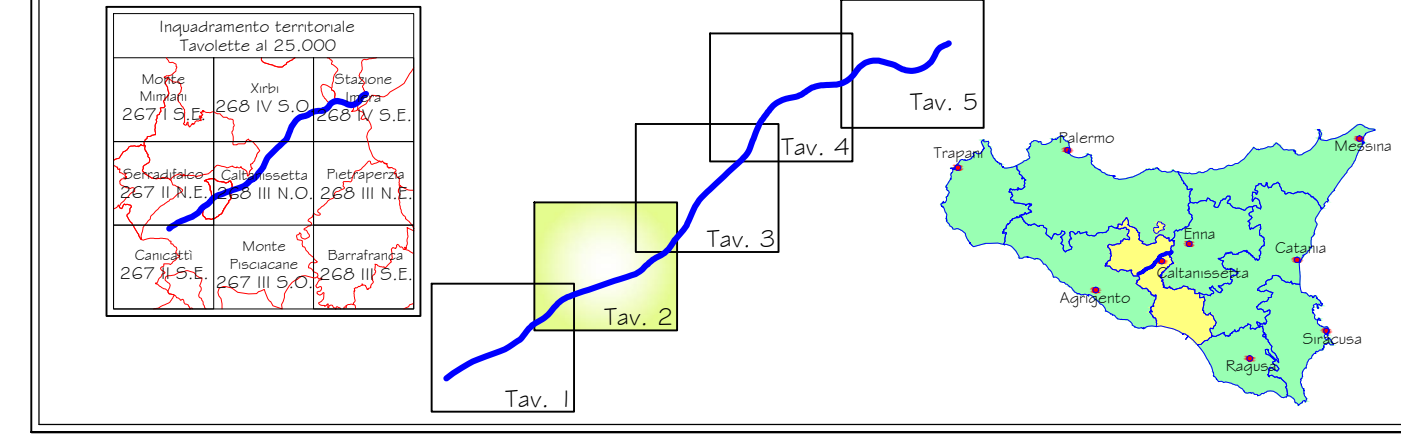 Inquadramento territoriale
Tavolette al 25.000
Monte
Mimiani
267 I S.E.
Xirbi
268 IV S.O.
Stazione
Imera
268 IV S.E.
Serradifalco
267 II N.E.
Caltanissetta
268 III N.O.
Pietraperzia
268 III N.E.
Canicattì
267 II S.E.
Monte
Pisciacane
267 III S.O.
Barrafranca
268 III S.E.
Tav. 1
Tav. 2
Tav. 3
Tav. 4
Tav. 5
Trapani
Palermo
Messina
Enna
Catania
Caltanissetta
Agrigento
Siracusa
Ragusa